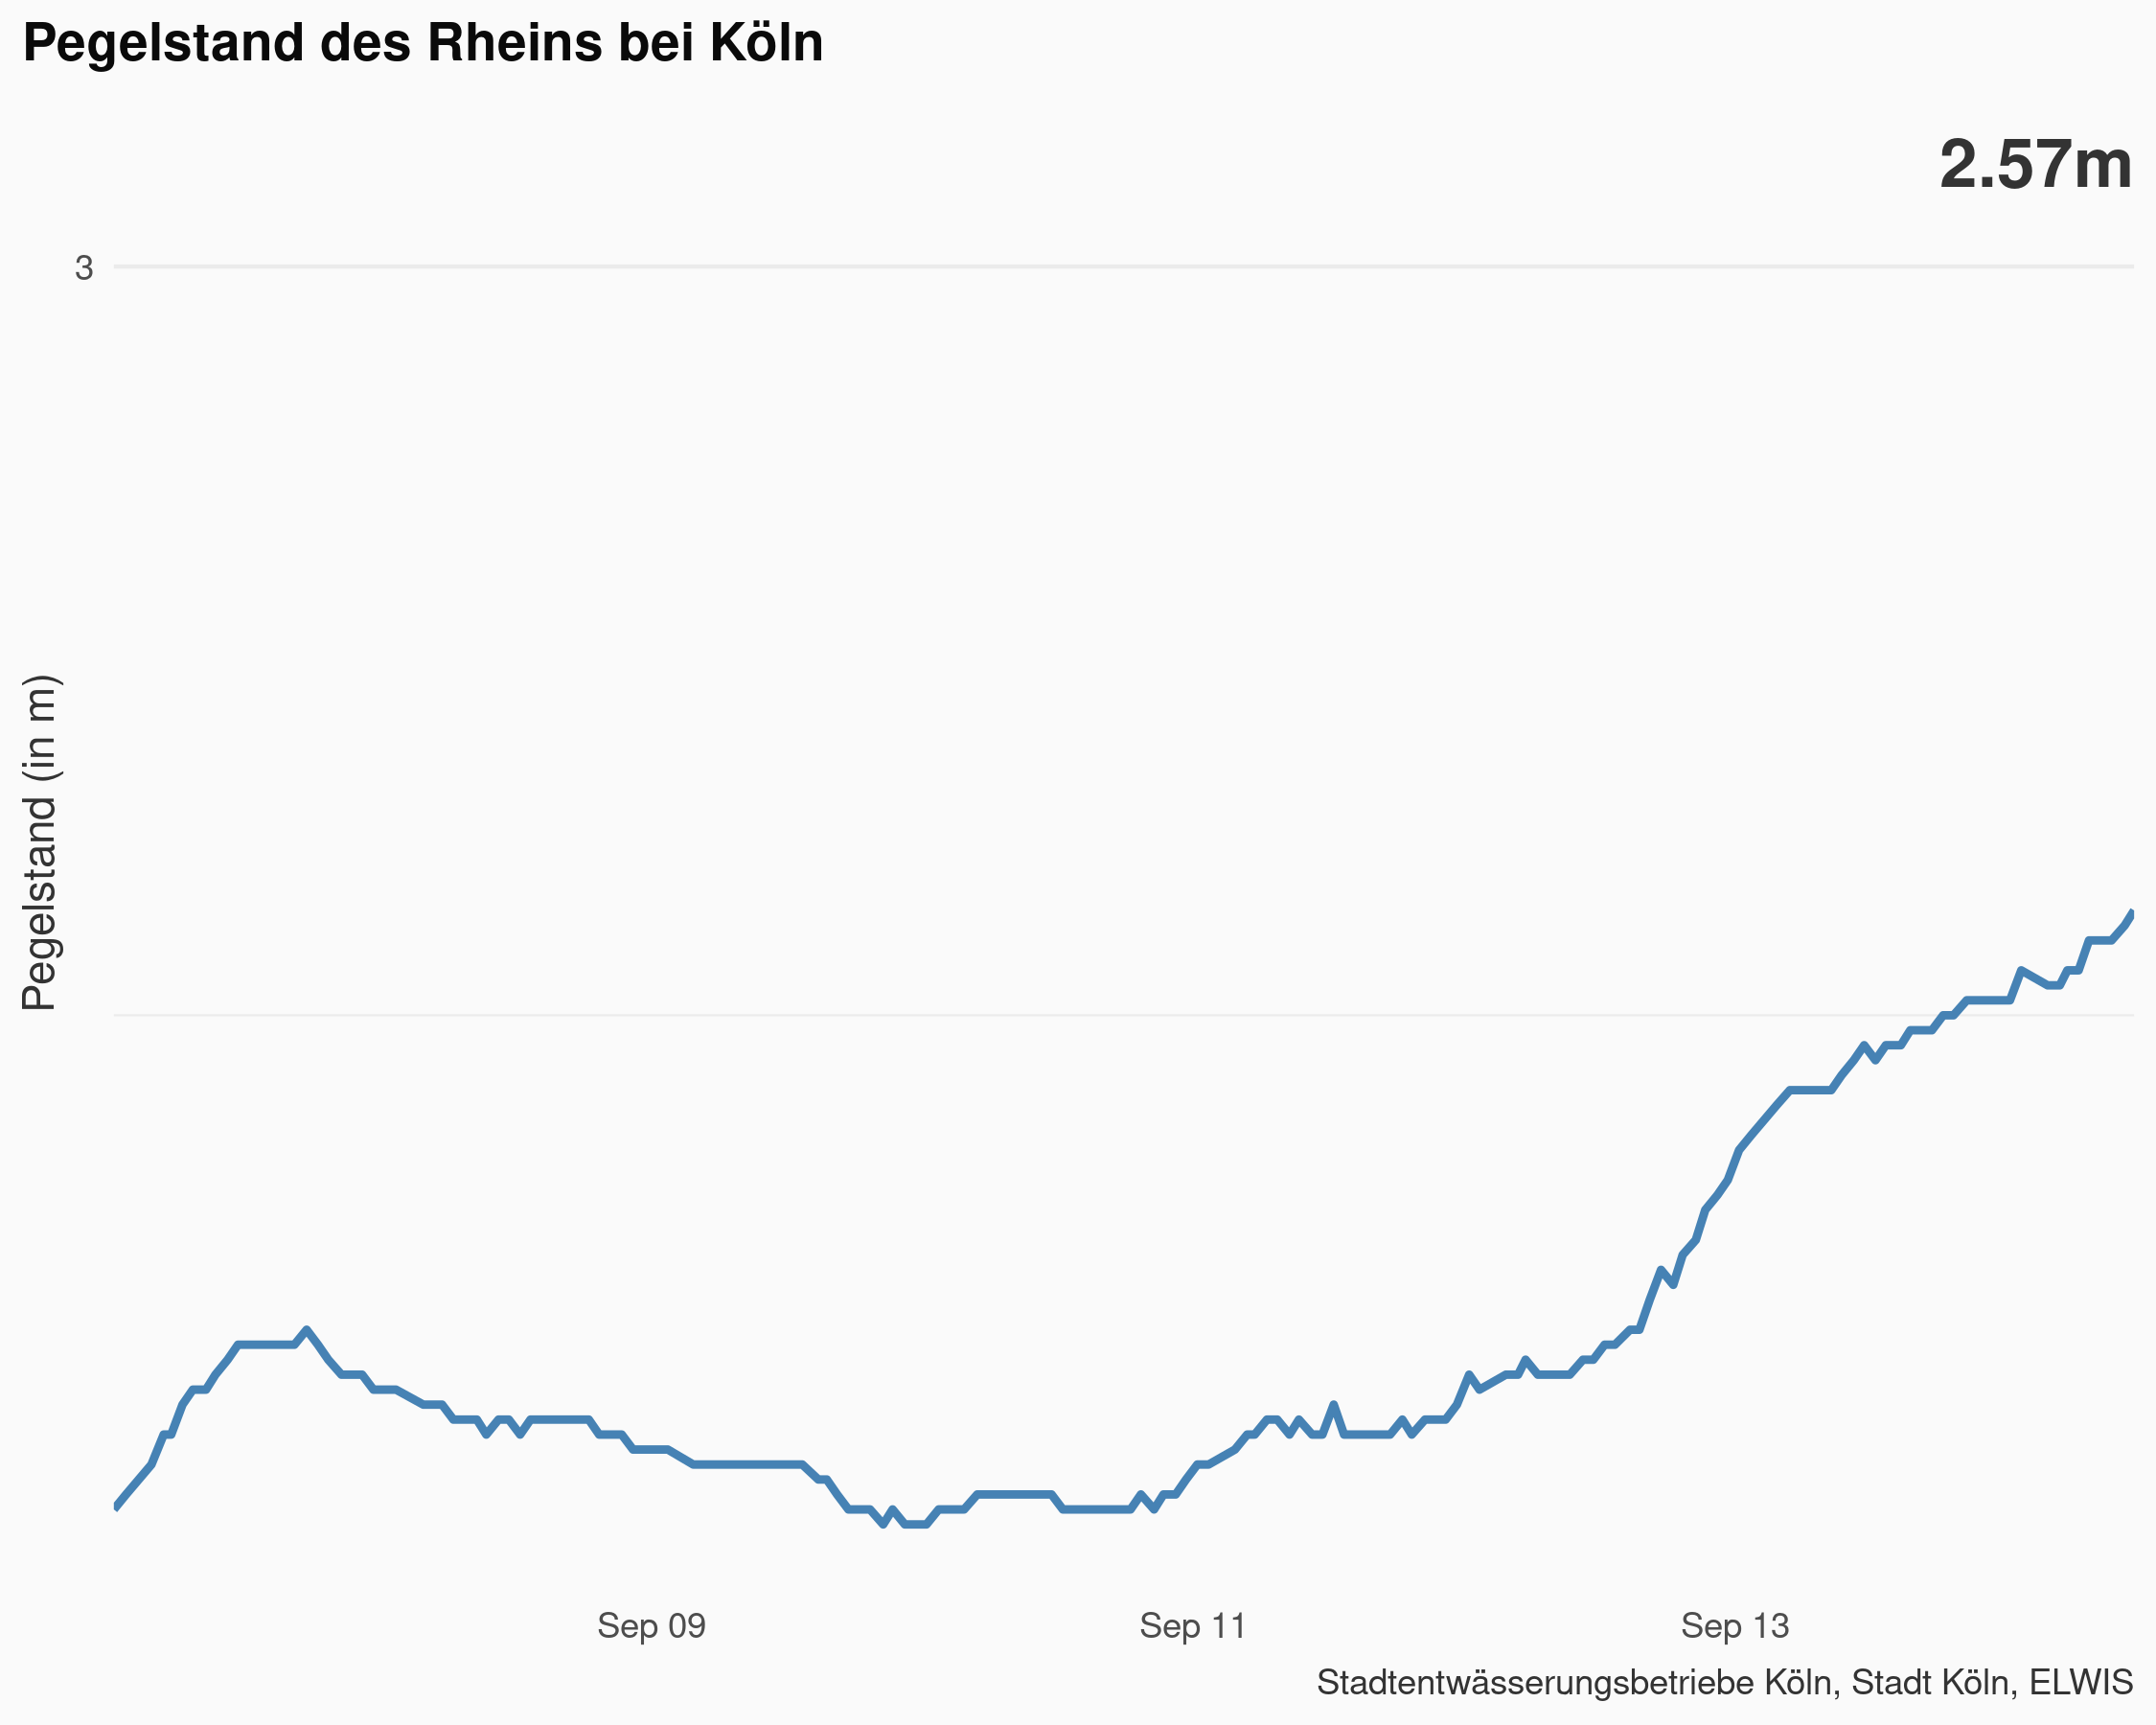 Pegelstand des Rheins bei Köln
2.57m
3
Pegelstand (in m)
Sep 09
Sep 11
Sep 13
Stadtentwässerungsbetriebe Köln, Stadt Köln, ELWIS